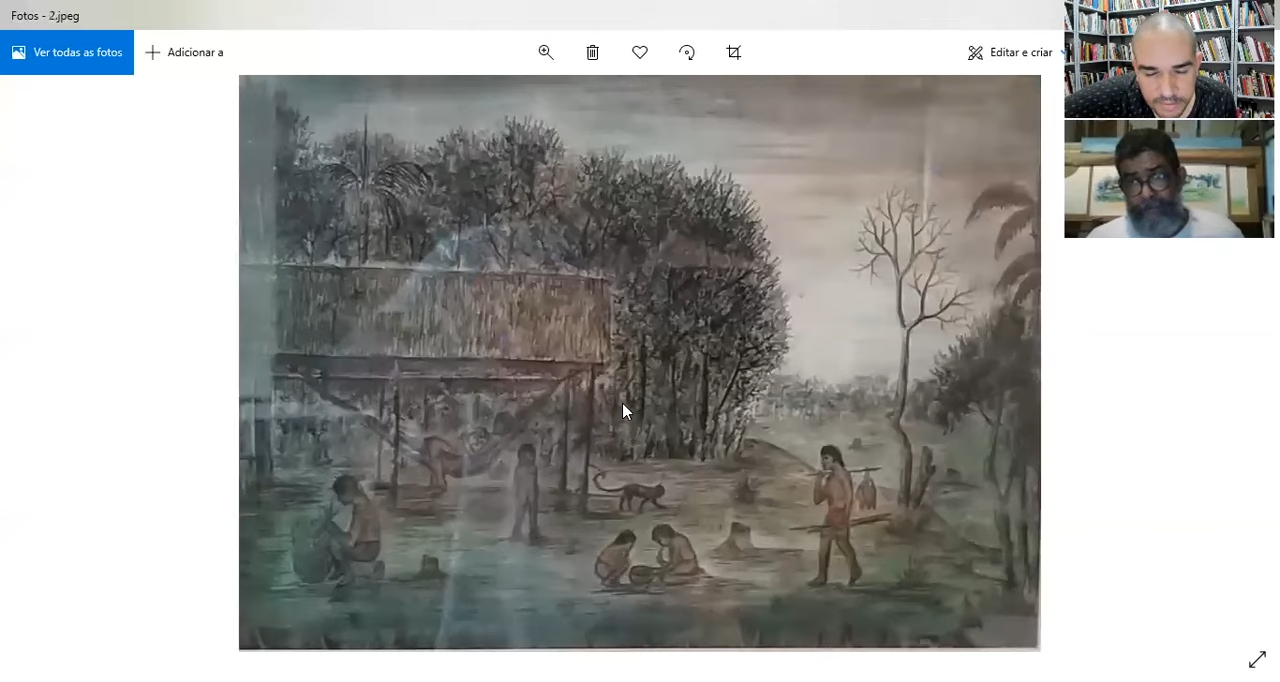 Fotos - 2.jpeg
Ver todas as fotos
Adicionar a
Editar e criar